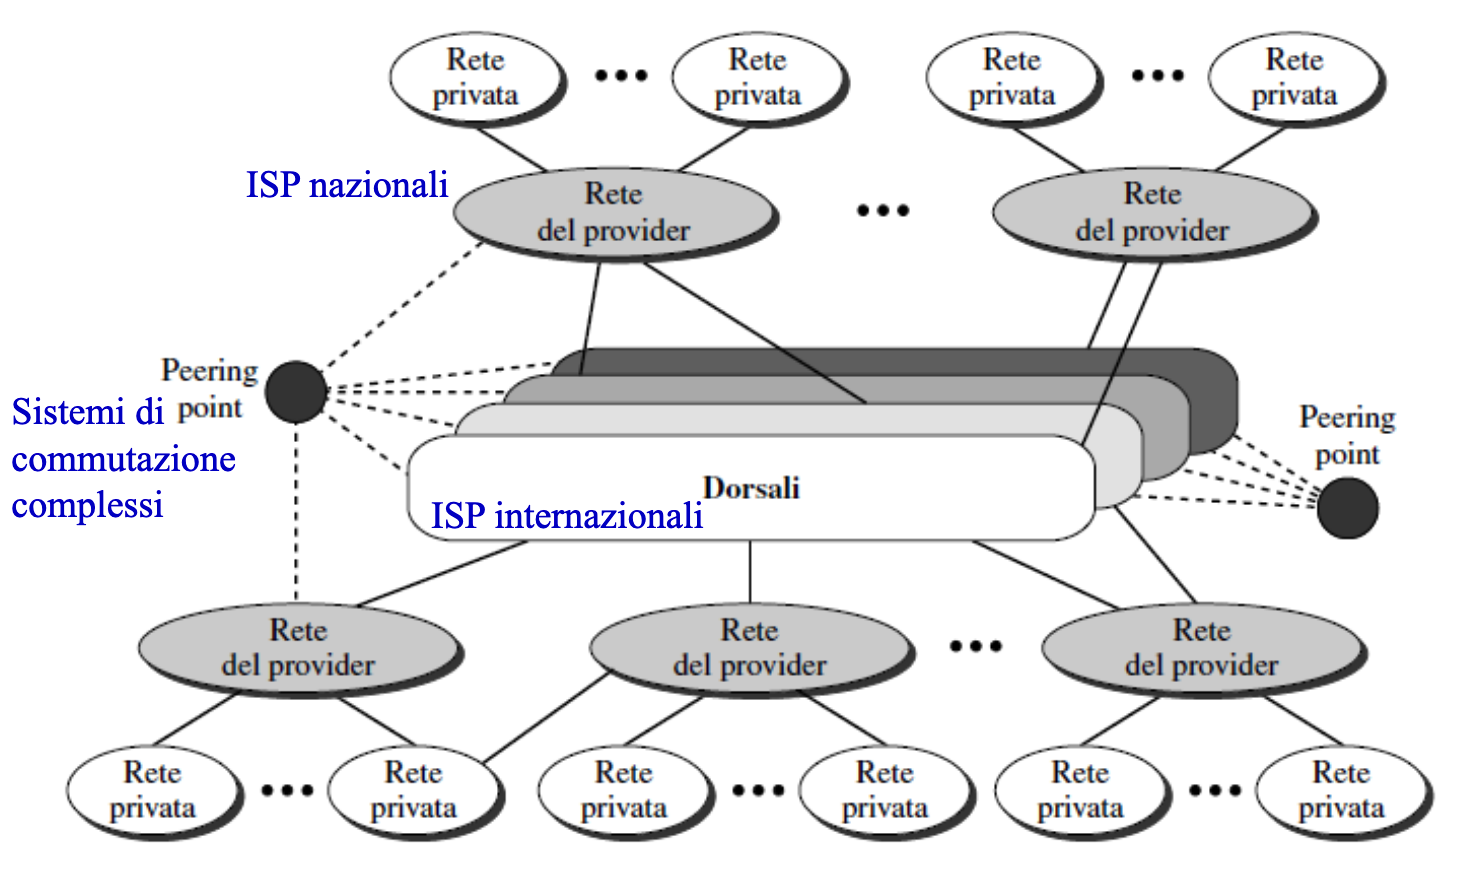 Rete
privata
Rete
privata
Rete
privata
Rete
privata
ISP nazionali
Rete
del provider
Rete
del provider
Peering
point
Sistemi di
commutazione
complessi
Peering
point
Dorsali
ISP internazionali
Rete
del provider
Rete
del provider
Rete
del provider
Rete
privata
Rete
privata
Rete
privata
Rete
privata
Rete
privata
Rete
privata